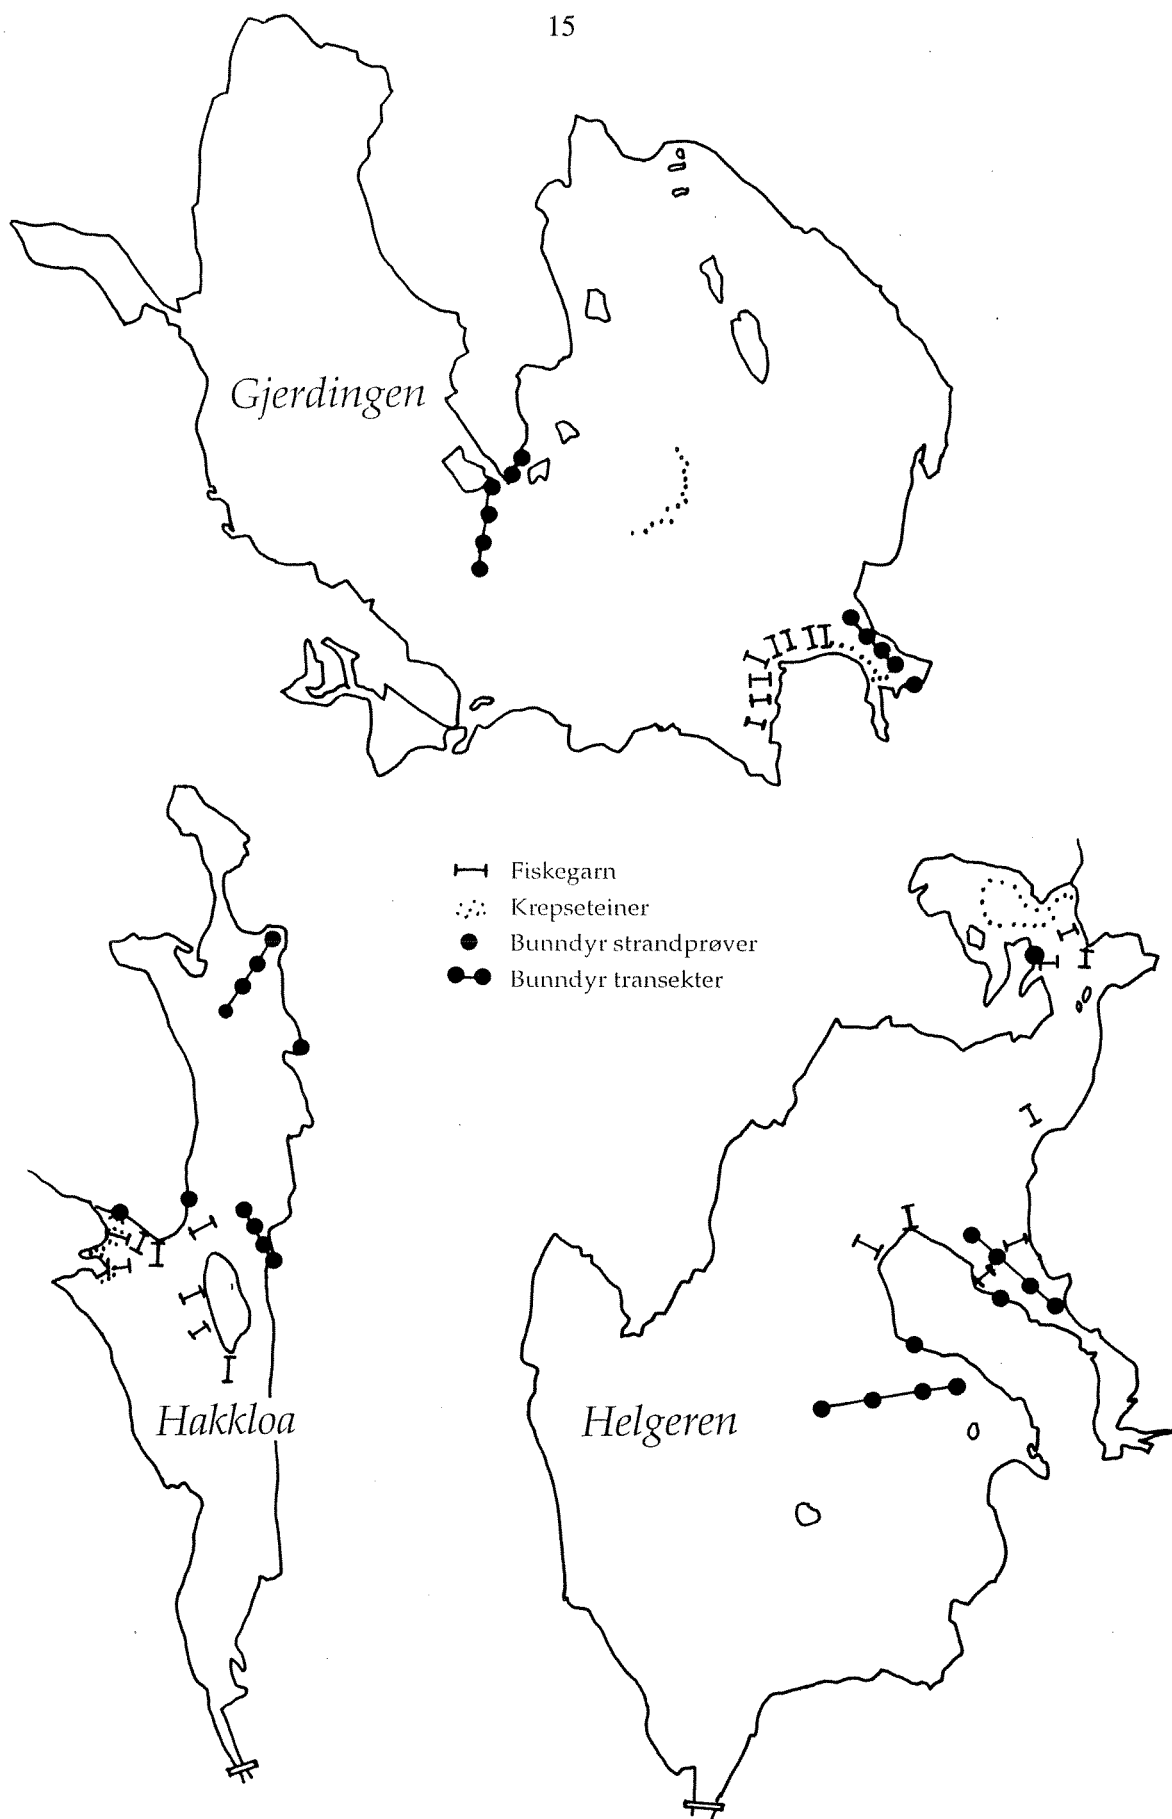 15
Gjerdingen
Fiskegarn
Krepseteiner
Bunndyr strandprøver
Bunndyr transekter
Hakkloa
Helgeren